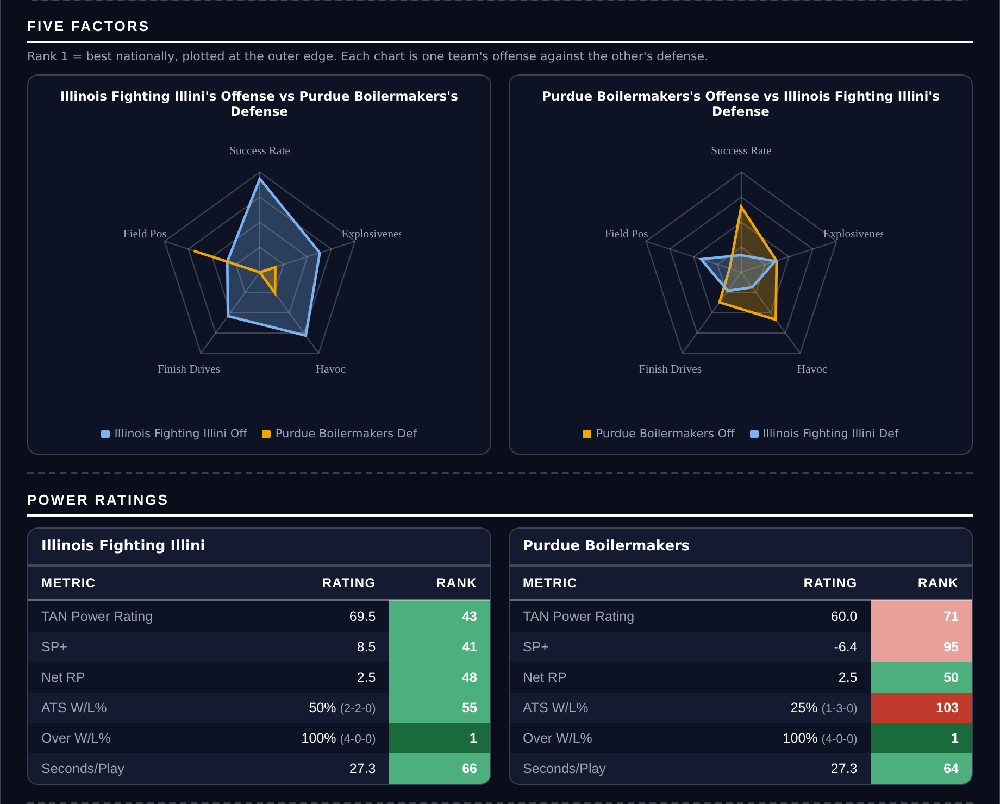 FIVE FACTORS
Rank 1 = best nationally, plotted at the outer edge. Each chart is one team's offense against the other's defense.
Illinois Fighting Illini's Offense vs Purdue Boilermakers's
Defense
Success Rate
Field Pos
Explosivenes
Finish Drives
Havoc
Illinois Fighting Illini Off
Purdue Boilermakers Def
Purdue Boilermakers's Offense vs Illinois Fighting Illini's
Defense
Success Rate
Field Pos
Explosivenes
Finish Drives
Havoc
Purdue Boilermakers Off
Illinois Fighting Illini Def
POWER RATINGS
Illinois Fighting Illini
METRIC RATING RANK
TAN Power Rating 69.5 43
SP+ 8.5 41
Net RP 2.5 48
ATS W/L% 50% (2-2-0) 55
Over W/L% 100% (4-0-0) 1
Seconds/Play 27.3 66
Purdue Boilermakers
METRIC RATING RANK
TAN Power Rating 60.0 71
SP+ -6.4 95
Net RP 2.5 50
ATS W/L% 25% (1-3-0) 103
Over W/L% 100% (4-0-0) 1
Seconds/Play 27.3 64